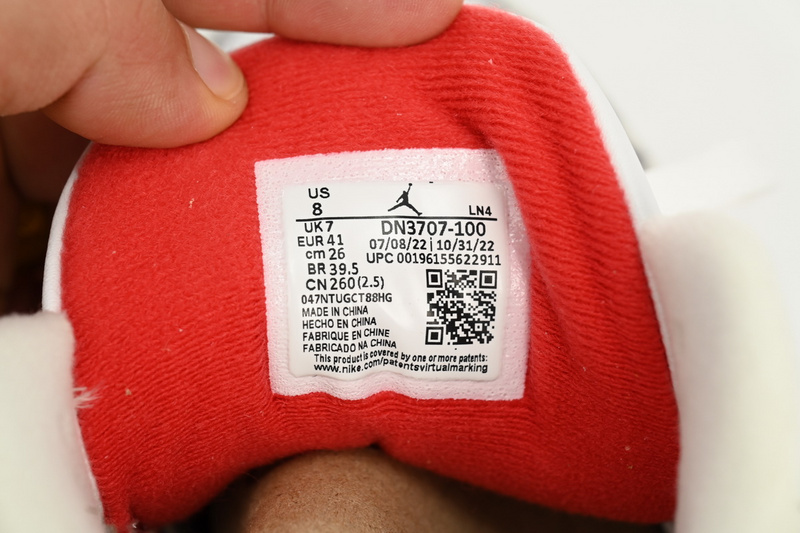 US
8
LN4
UK 7
DN3707-100
EUR 41
07/08/22 | 10/31/22
cm 26
UPC 00196155622911
BR 39.5
CN 260 (2.5)
047NTUGCT88HG
MADE IN CHINA
HECHO EN CHINA
FABRIQUE EN CHINE
FABRICADO NA CHINA
This product is covered by one or more patents:
www.nike.com/patentsvirtualmarking